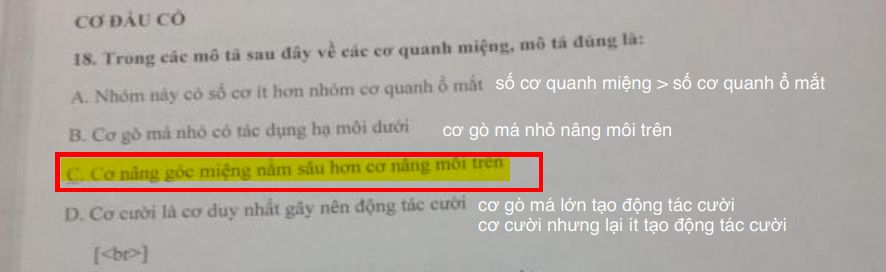 CƠ ĐẦU CỔ
18. Trong các mô tả sau đây về các cơ quanh miệng, mô tả đúng là:
A. Nhóm này có số cơ ít hơn nhóm cơ quanh ổ mắt số cơ quanh miệng > số cơ quanh ổ mắt
B. Cơ gò má nhỏ có tác dụng hạ môi dưới cơ gò má nhỏ nâng môi trên
C. Cơ nâng góc miệng nằm sâu hơn cơ nâng môi trên
D. Cơ cười là cơ duy nhất gây nên động tác cười cơ gò má lớn tạo động tác cười
cơ cười nhưng lại ít tạo động tác cười
[<br>]